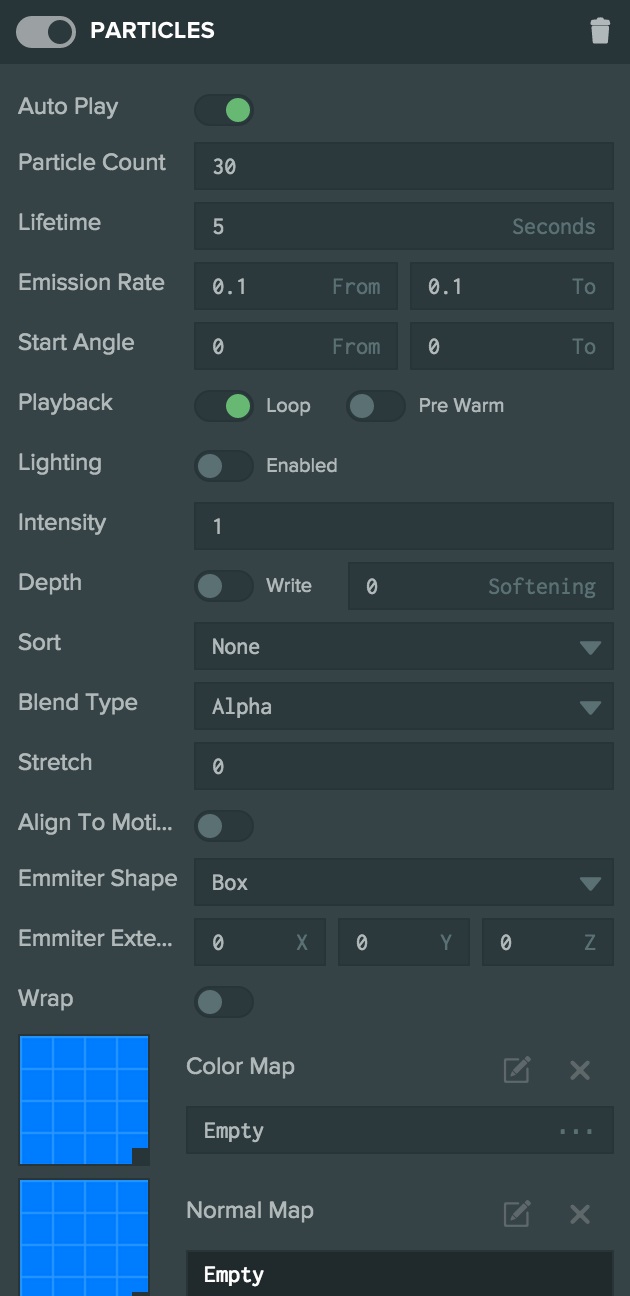 PARTICLES
Auto Play
Particle Count 30
Lifetime 5 Seconds
Emission Rate 0.1 From 0.1 To
Start Angle 0 From 0 To
Playback Loop Pre Warm
Lighting Enabled
Intensity 1
Depth Write 0 Softening
Sort None
Blend Type Alpha
Stretch 0
Align To Moti...
Emmiter Shape Box
Emmiter Exte... 0 X 0 Y 0 Z
Wrap
Color Map
Empty ...
Normal Map
Empty